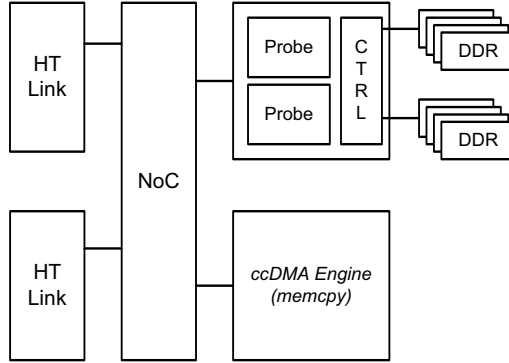 HT
Link
Probe
Probe
C
T
R
L
DDR
DDR
NoC
HT
Link
ccDMA Engine
(memcpy)